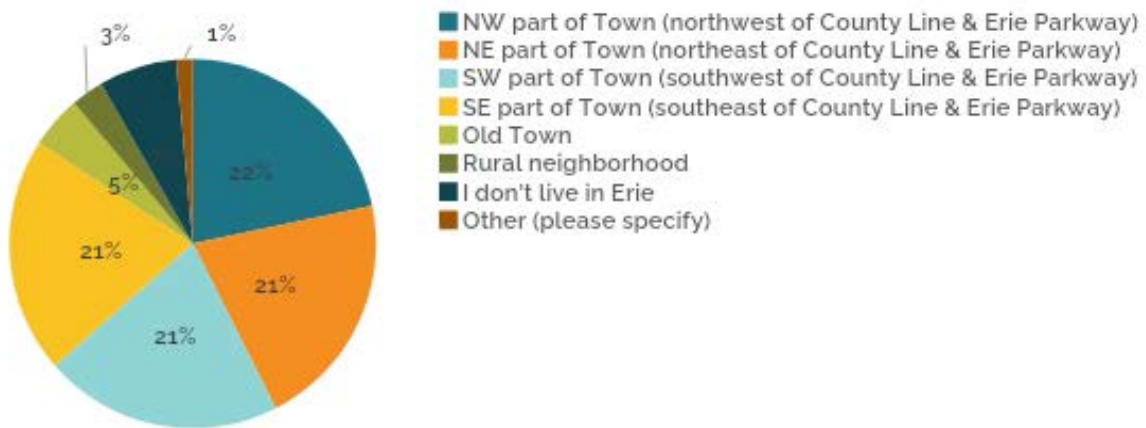 3%
1%
22%
5%
21%
21%
21%
NW part of Town (northwest of County Line & Erie Parkway)
NE part of Town (northeast of County Line & Erie Parkway)
SW part of Town (southwest of County Line & Erie Parkway)
SE part of Town (southeast of County Line & Erie Parkway)
Old Town
Rural neighborhood
I don't live in Erie
Other (please specify)